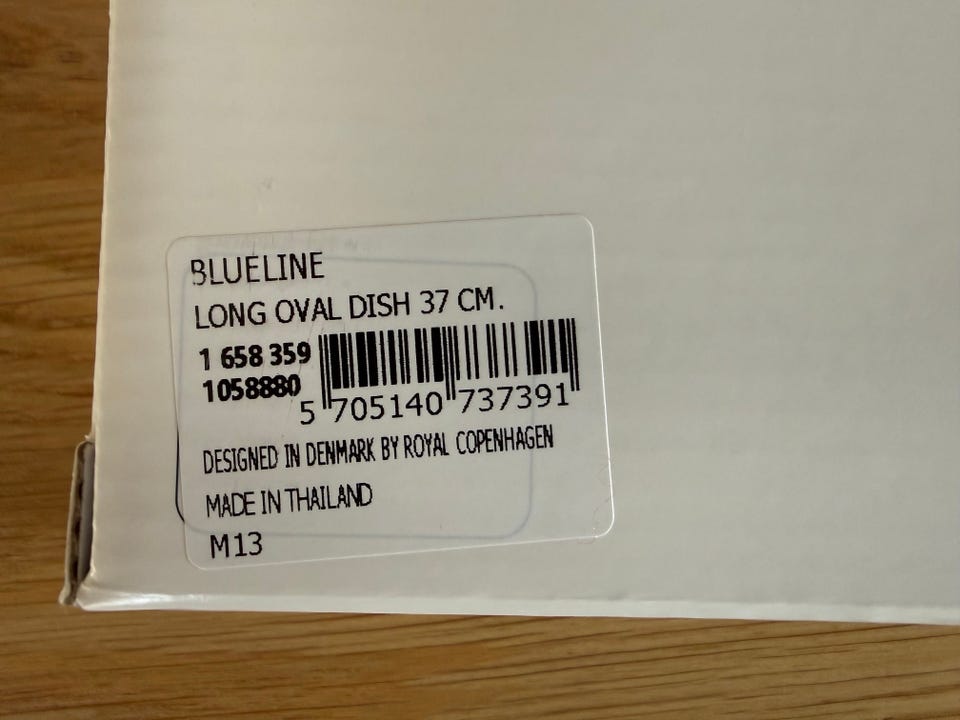 BLUELINE
LONG OVAL DISH 37 CM.
1 658 359
1058880
5 705140 737391
DESIGNED IN DENMARK BY ROYAL COPENHAGEN
MADE IN THAILAND
M13